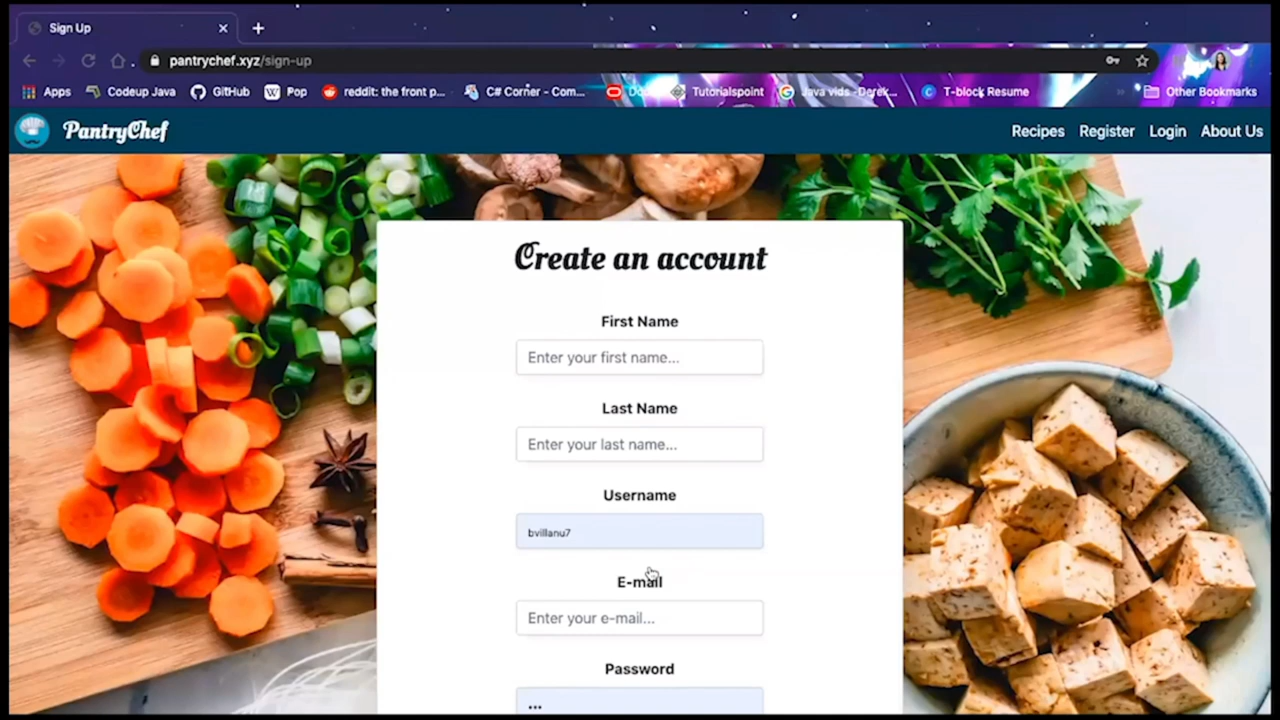 Sign Up
pantrychef.xyz/sign-up
Apps Codeup Java GitHub Pop reddit: the front p... C# Corner - Com... Tutorialspoint Java vids -Derek... T-block Resume Other Bookmarks
PantryChef Recipes Register Login About Us
Create an account
First Name
Enter your first name...
Last Name
Enter your last name...
Username
bvillanu7
E-mail
Enter your e-mail...
Password